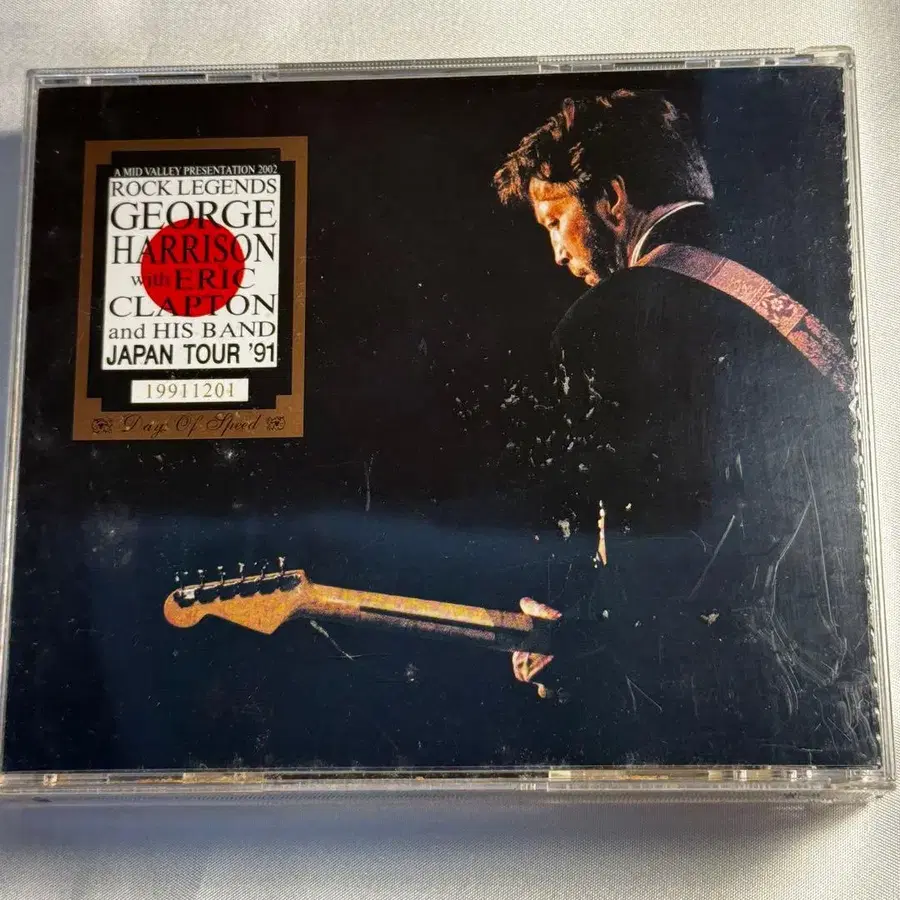 A MID VALLEY PRESENTATION 2002
ROCK LEGENDS
GEORGE
HARRISON
with ERIC
CLAPTON
and HIS BAND
JAPAN TOUR '91
19911201
Days Of Speed